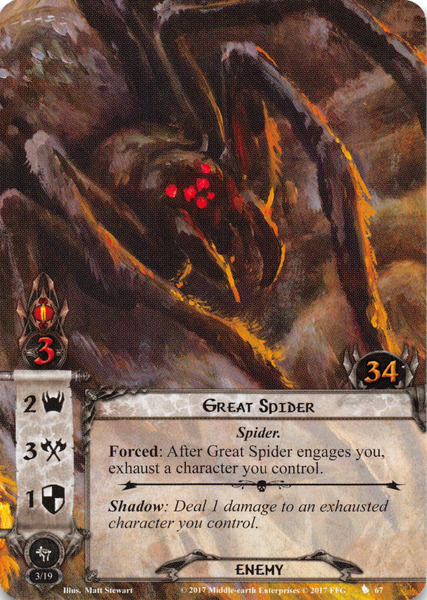 3
34
GREAT SPIDER
2
Spider.
Forced: After Great Spider engages you,
exhaust a character you control.
3
1
Shadow: Deal 1 damage to an exhausted
character you control.
3/19
ENEMY
Illus. Matt Stewart © 2017 Middle-earth Enterprises © 2017 FFG 67